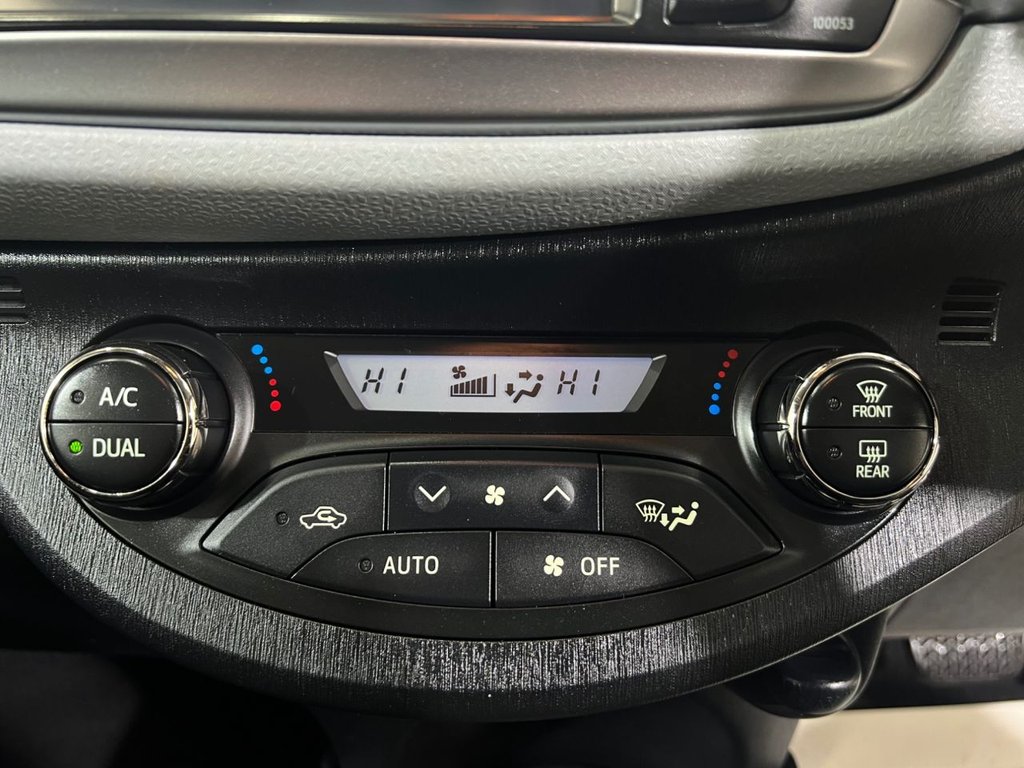 100053
HI HI
A/C
DUAL
FRONT
REAR
AUTO
OFF